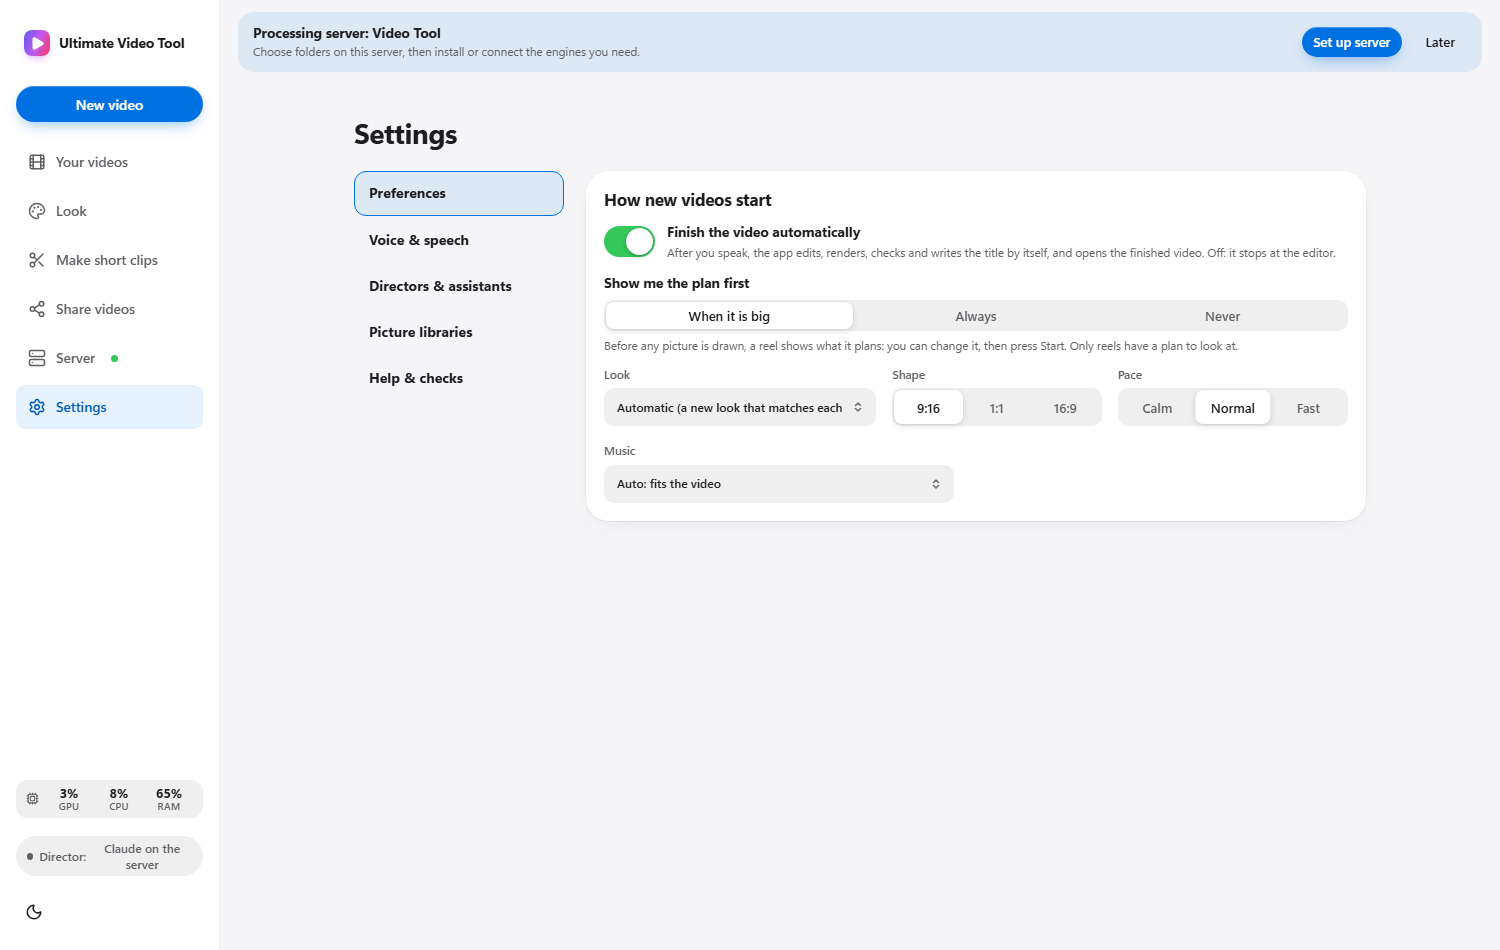 Ultimate Video Tool
New video
Your videos
Look
Make short clips
Share videos
Server
Settings
3% 8% 65%
GPU CPU RAM
Director: Claude on the
server
Processing server: Video Tool
Choose folders on this server, then install or connect the engines you need.
Set up server
Later
Settings
Preferences
Voice & speech
Directors & assistants
Picture libraries
Help & checks
How new videos start
Finish the video automatically
After you speak, the app edits, renders, checks and writes the title by itself, and opens the finished video. Off: it stops at the editor.
Show me the plan first
When it is big Always Never
Before any picture is drawn, a reel shows what it plans: you can change it, then press Start. Only reels have a plan to look at.
Look Shape Pace
Automatic (a new look that matches each 9:16 1:1 16:9 Calm Normal Fast
Music
Auto: fits the video